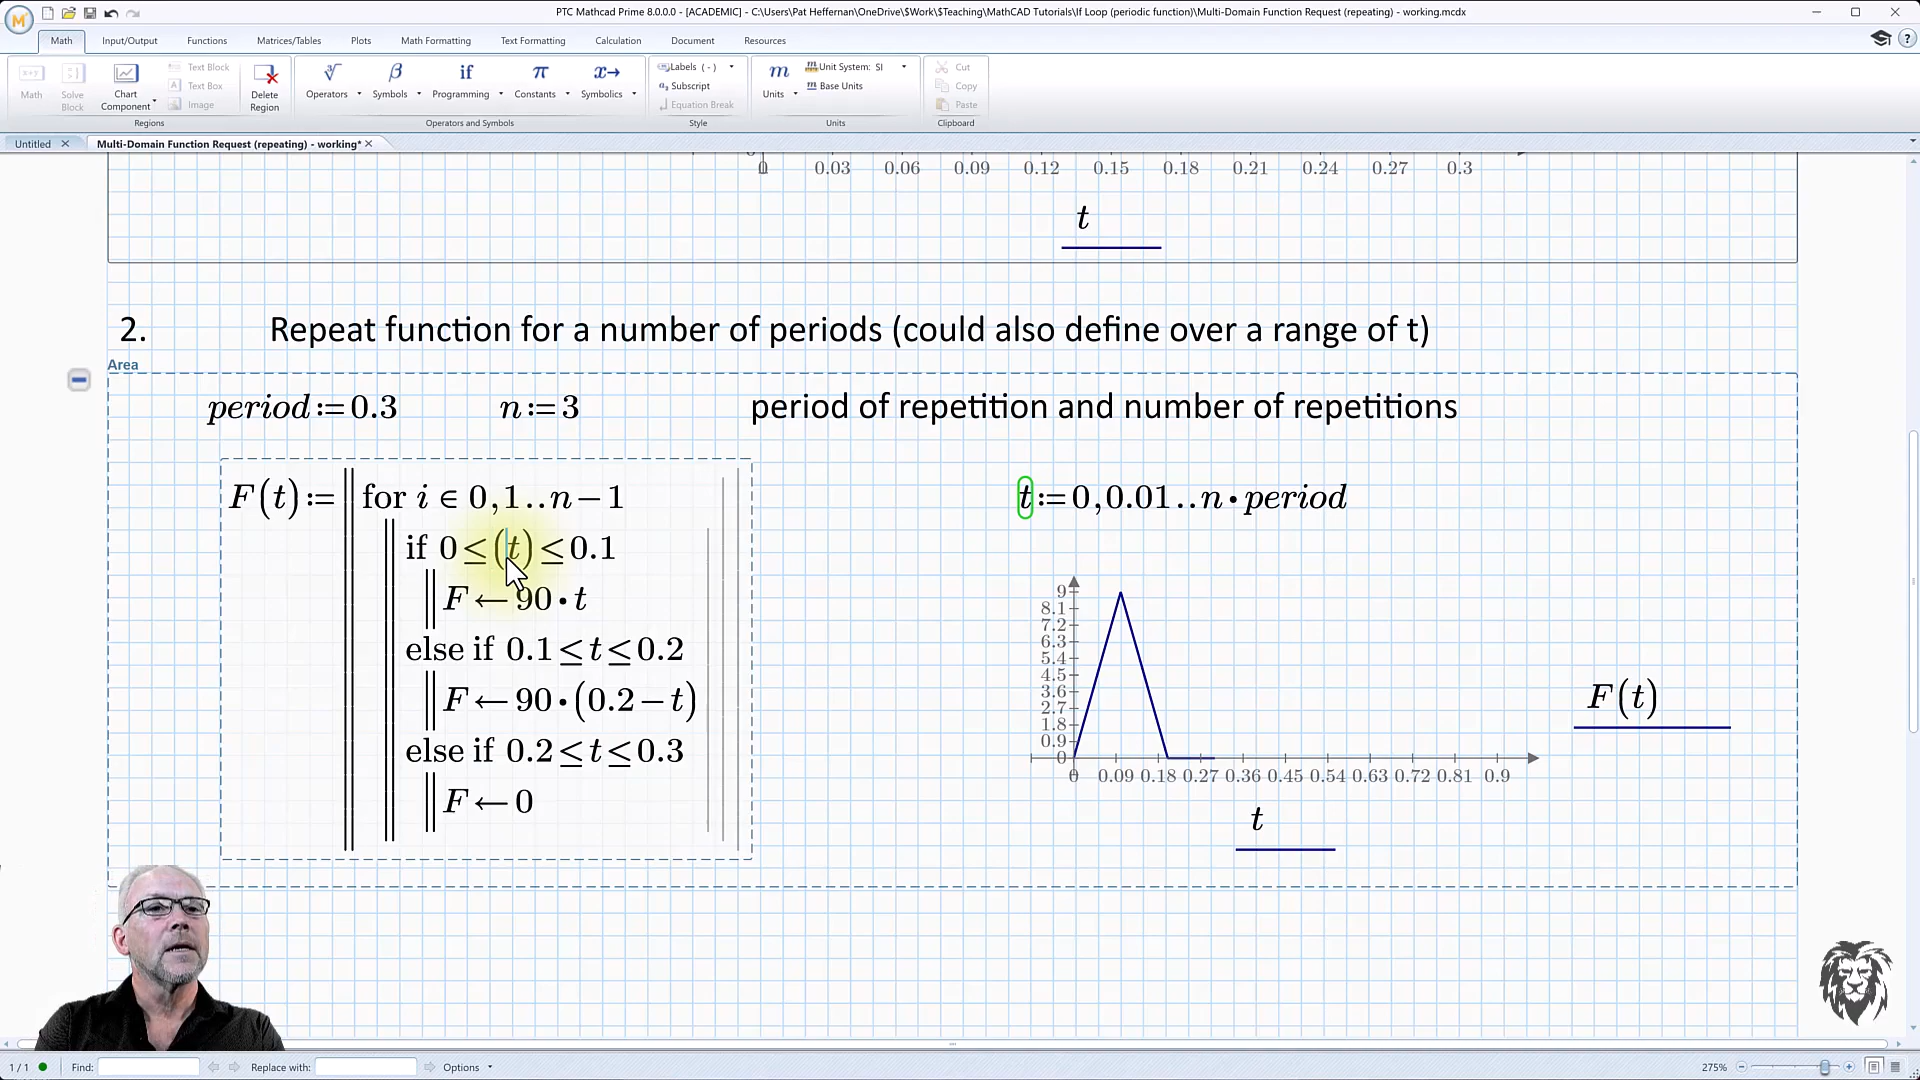 PTC Mathcad Prime 8.0.0.0 - [ACADEMIC] - C:\Users\Pat Heffernan\OneDrive\$Work\$Teaching\MathCAD Tutorials\If Loop (periodic function)\Multi-Domain Function Request (repeating) - working.mcdx
Math Input/Output Functions Matrices/Tables Plots Math Formatting Text Formatting Calculation Document Resources
Math
Solve Block
Chart Component
Text Block
Text Box
Image
Delete Region
Operators
Symbols
Programming
Constants
Symbolics
Labels ( - )
Subscript
Equation Break
Units
Unit System: SI
Base Units
Cut
Copy
Paste
Regions Operators and Symbols Style Units Clipboard
Untitled Multi-Domain Function Request (repeating) - working*
0 0.03 0.06 0.09 0.12 0.15 0.18 0.21 0.24 0.27 0.3
t
2. Repeat function for a number of periods (could also define over a range of t)
Area
period := 0.3 n := 3 period of repetition and number of repetitions
F(t) := for i ∈ 0,1..n−1
if 0≤(t)≤0.1
F←90•t
else if 0.1≤t≤0.2
F←90•(0.2−t)
else if 0.2≤t≤0.3
F←0
t:=0,0.01..n•period
9
8.1
7.2
6.3
5.4
4.5
3.6
2.7
1.8
0.9
0
0 0.09 0.18 0.27 0.36 0.45 0.54 0.63 0.72 0.81 0.9
t
F(t)
1 / 1 Find: Replace with: Options 275%